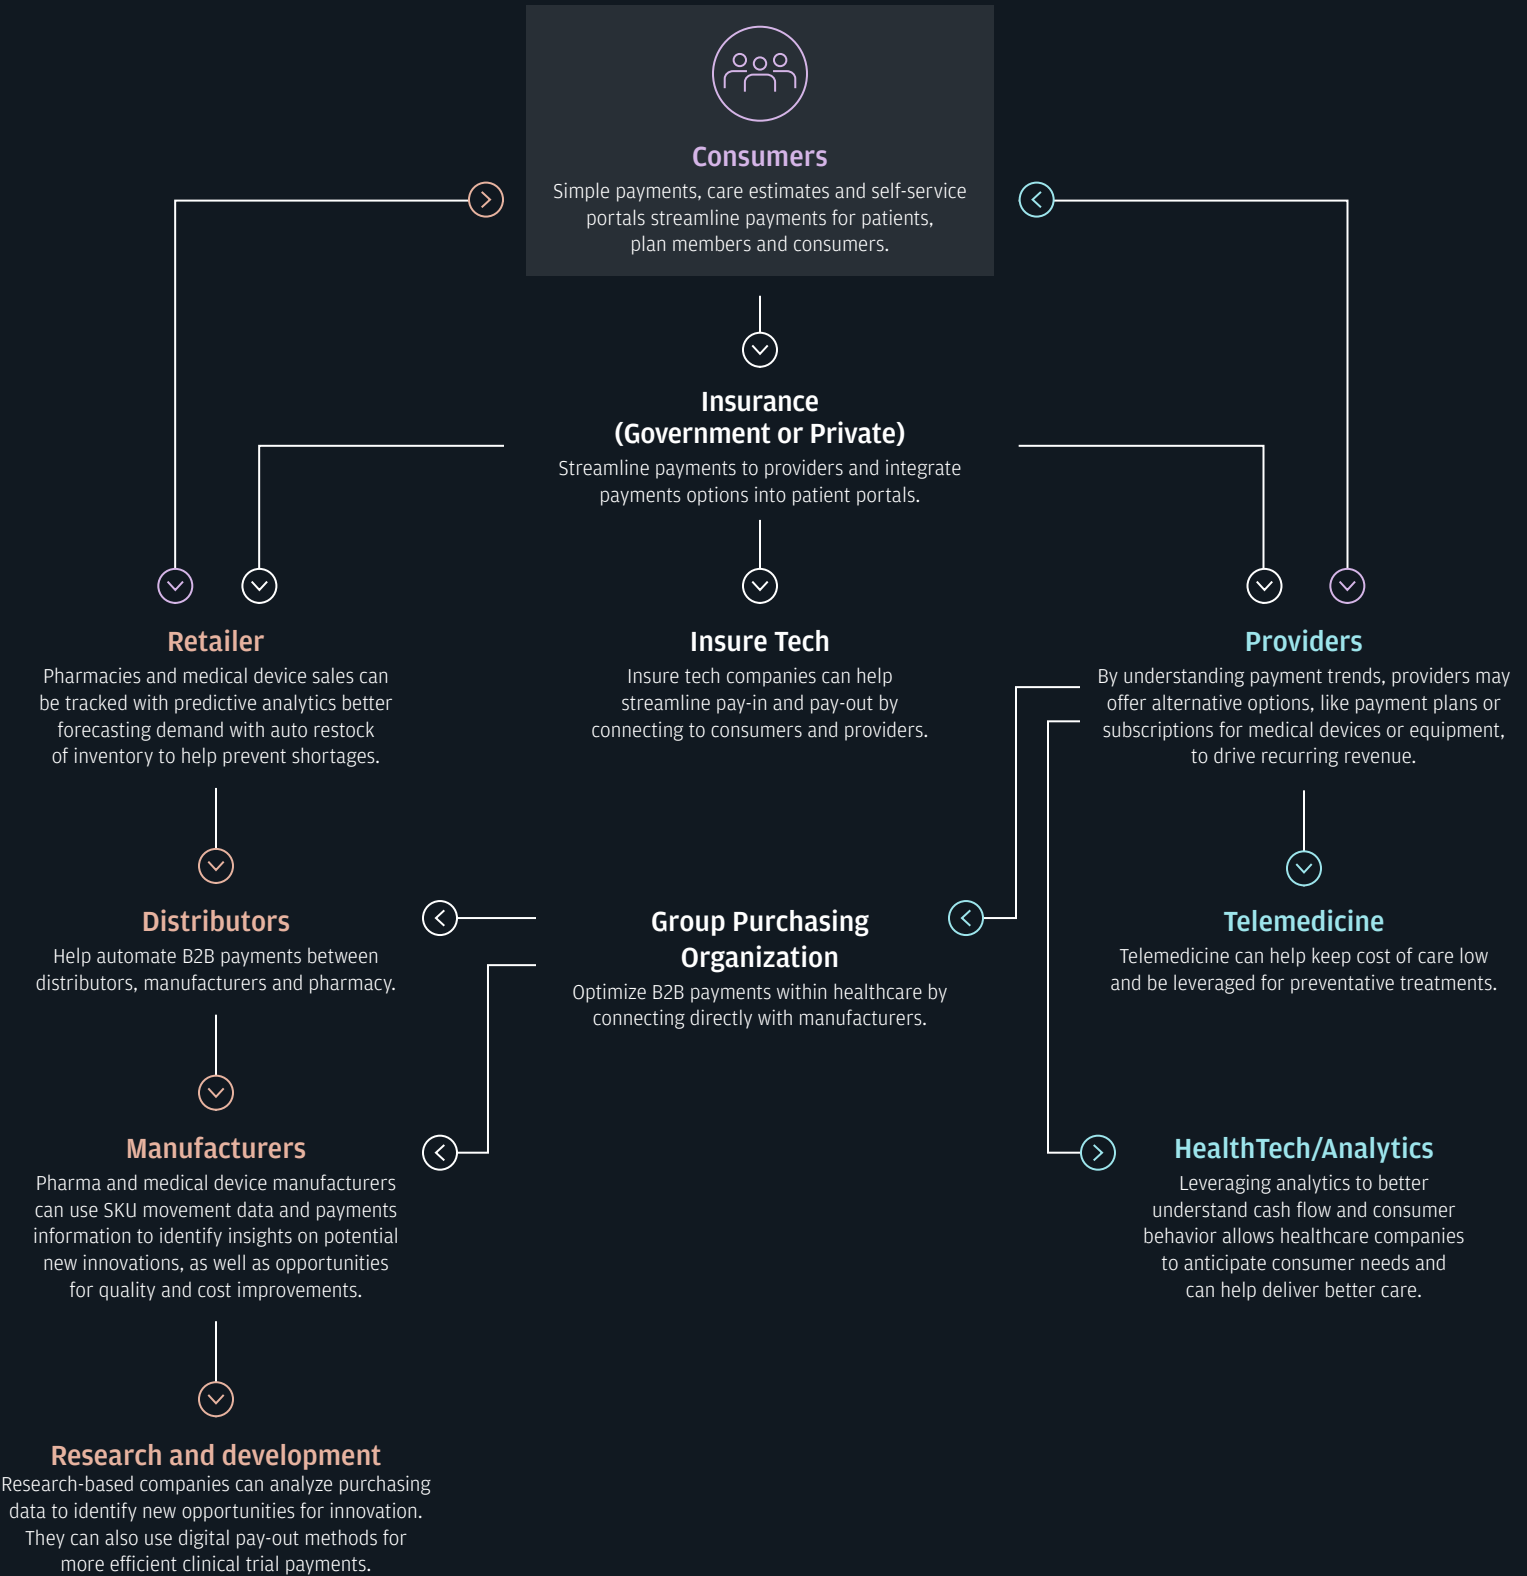 Consumers
Simple payments, care estimates and self-service
portals streamline payments for patients,
plan members and consumers.
Insurance
(Government or Private)
Streamline payments to providers and integrate
payments options into patient portals.
Retailer
Pharmacies and medical device sales can
be tracked with predictive analytics better
forecasting demand with auto restock
of inventory to help prevent shortages.
Insure Tech
Insure tech companies can help
streamline pay-in and pay-out by
connecting to consumers and providers.
Providers
By understanding payment trends, providers may
offer alternative options, like payment plans or
subscriptions for medical devices or equipment,
to drive recurring revenue.
Distributors
Help automate B2B payments between
distributors, manufacturers and pharmacy.
Group Purchasing
Organization
Optimize B2B payments within healthcare by
connecting directly with manufacturers.
Telemedicine
Telemedicine can help keep cost of care low
and be leveraged for preventative treatments.
Manufacturers
Pharma and medical device manufacturers
can use SKU movement data and payments
information to identify insights on potential
new innovations, as well as opportunities
for quality and cost improvements.
HealthTech/Analytics
Leveraging analytics to better
understand cash flow and consumer
behavior allows healthcare companies
to anticipate consumer needs and
can help deliver better care.
Research and development
Research-based companies can analyze purchasing
data to identify new opportunities for innovation.
They can also use digital pay-out methods for
more efficient clinical trial payments.